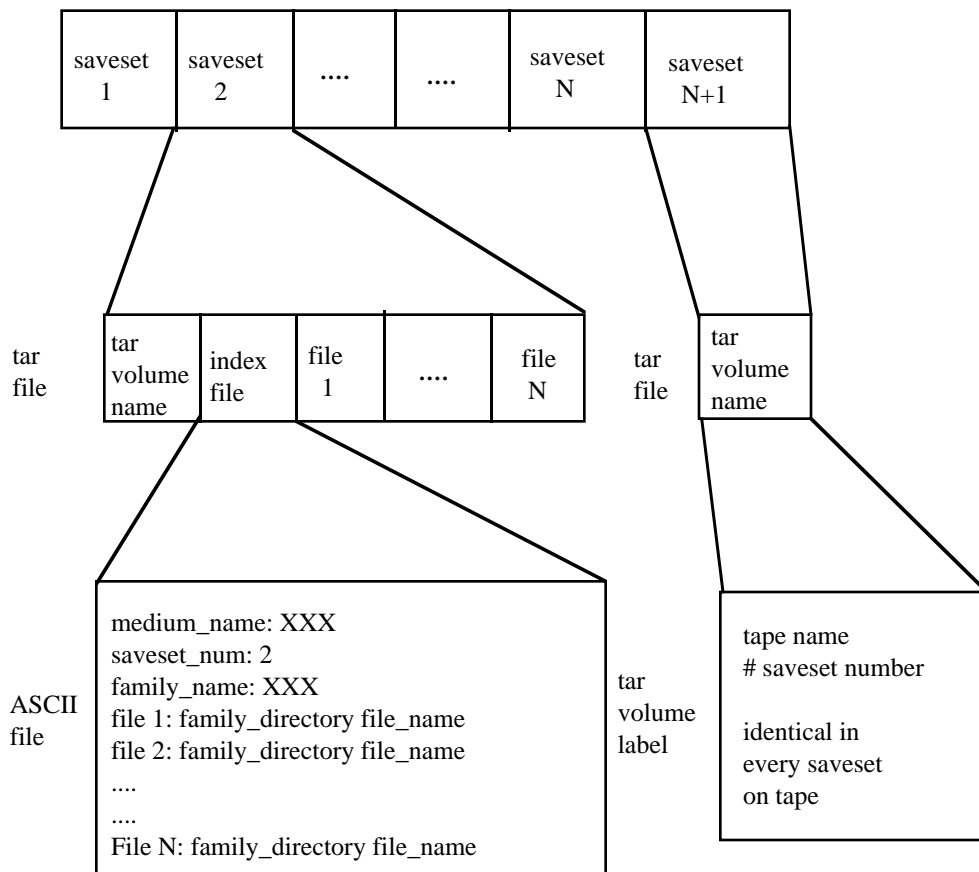 saveset
1
saveset
2
....
....
saveset
N
saveset
N+1
tar
file
tar
volume
name
index
file
file
1
....
file
N
tar
file
tar
volume
name
ASCII
file
medium_name: XXX
saveset_num: 2
family_name: XXX
file 1: family_directory file_name
file 2: family_directory file_name
....
....
File N: family_directory file_name
tar
volume
label
tape name
# saveset number
identical in
every saveset
on tape